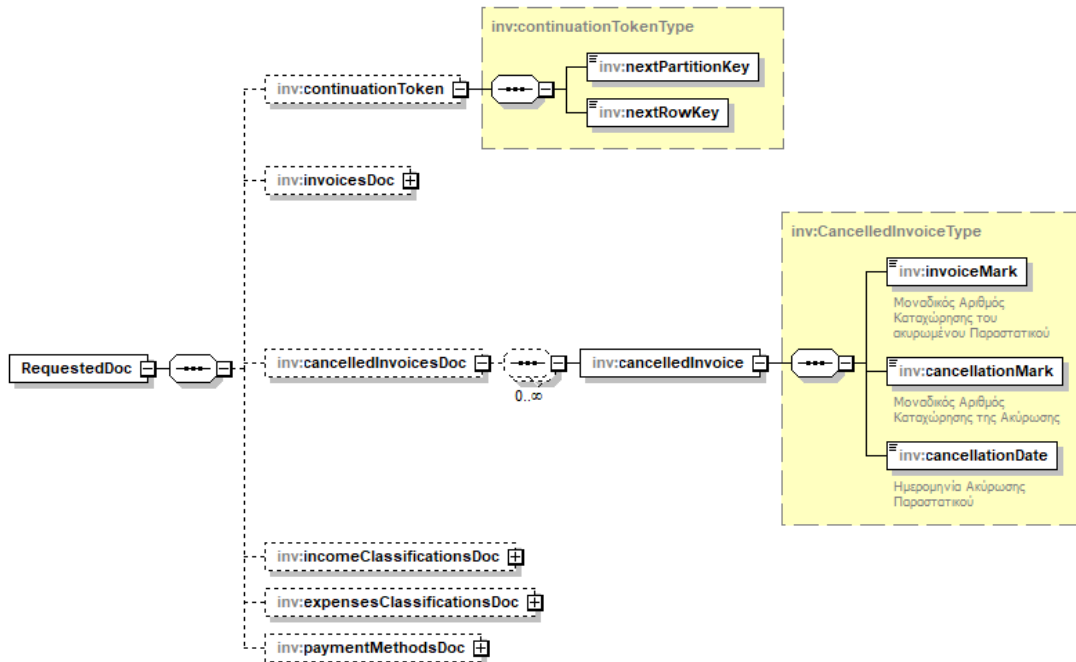 inv:continuationTokenType
inv:nextPartitionKey
inv:continuationToken
inv:nextRowKey
inv:invoicesDoc
inv:CancelledInvoiceType
inv:invoiceMark
Μοναδικός Αριθμός
Καταχώρησης του
ακυρωμένου Παραστατικού
RequestedDoc
inv:cancelledInvoicesDoc
0..∞
inv:cancelledInvoice
inv:cancellationMark
Μοναδικός Αριθμός
Καταχώρησης της Ακύρωσης
inv:cancellationDate
Ημερομηνία Ακύρωσης
Παραστατικού
inv:incomeClassificationsDoc
inv:expensesClassificationsDoc
inv:paymentMethodsDoc